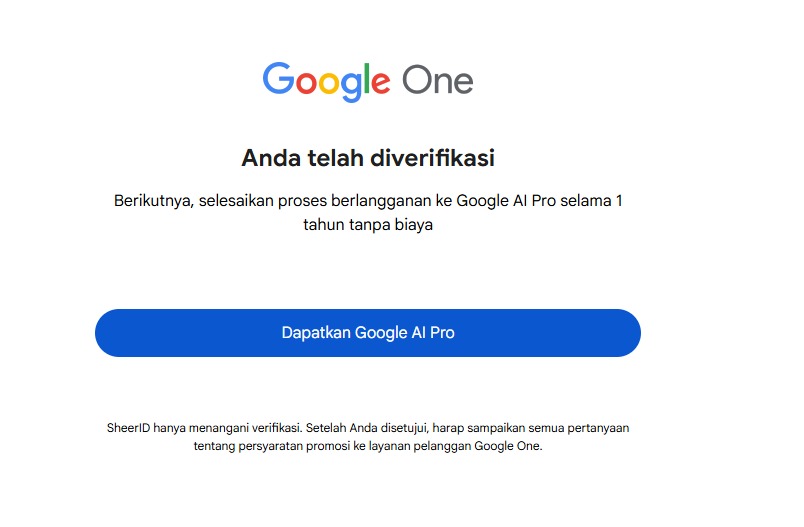 Google One
Anda telah diverifikasi
Berikutnya, selesaikan proses berlangganan ke Google AI Pro selama 1
tahun tanpa biaya
Dapatkan Google AI Pro
SheerID hanya menangani verifikasi. Setelah Anda disetujui, harap sampaikan semua pertanyaan
tentang persyaratan promosi ke layanan pelanggan Google One.